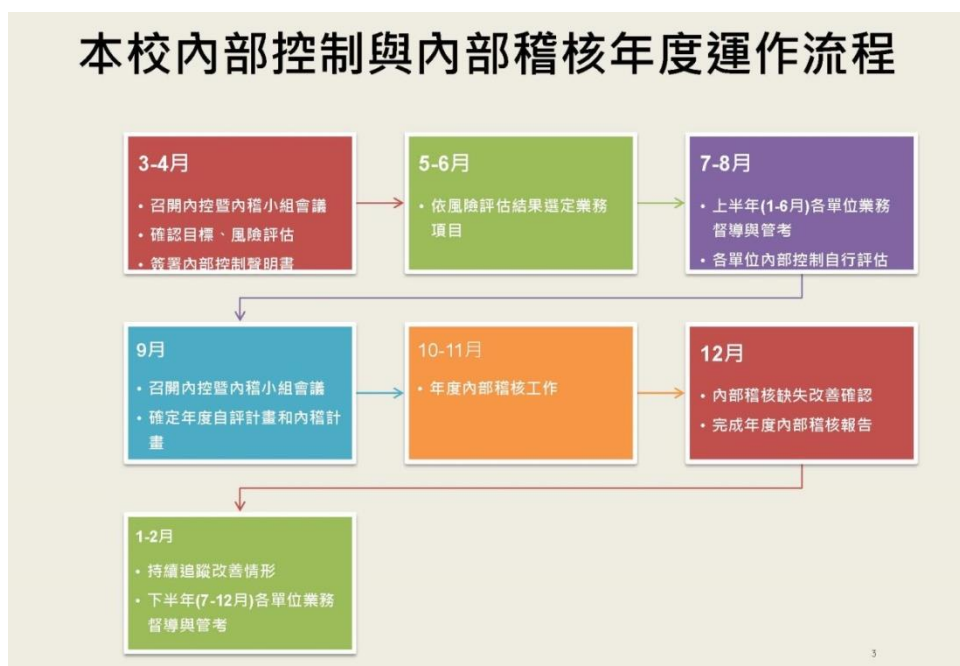 本校內部控制與內部稽核年度運作流程
3-4月
• 召開內控暨內稽小組會議
• 確認目標、風險評估
• 簽署內部控制聲明書
5-6月
• 依風險評估結果選定業務
項目
7-8月
• 上半年(1-6月)各單位業務
督導與管考
• 各單位內部控制自行評估
9月
• 召開內控暨內稽小組會議
• 確定年度自評計畫和內稽計
畫
10-11月
• 年度內部稽核工作
12月
• 內部稽核缺失改善確認
• 完成年度內部稽核報告
1-2月
• 持續追蹤改善情形
• 下半年(7-12月)各單位業務
督導與管考
3